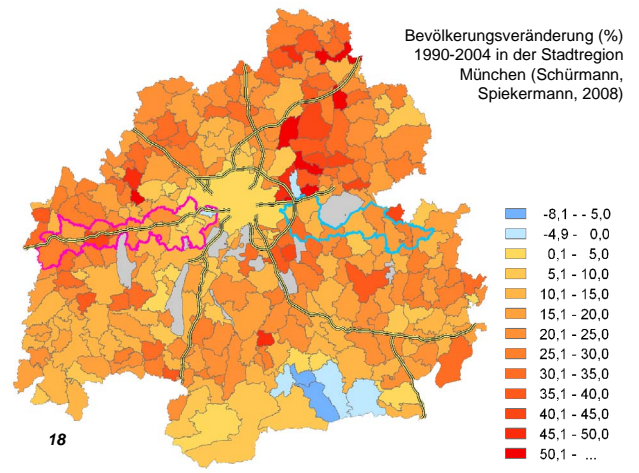 Bevölkerungsveränderung (%)
1990-2004 in der Stadtregion
München (Schürmann,
Spiekermann, 2008)
-8,1 - - 5,0
-4,9 - 0,0
0,1 - 5,0
5,1 - 10,0
10,1 - 15,0
15,1 - 20,0
20,1 - 25,0
25,1 - 30,0
30,1 - 35,0
35,1 - 40,0
40,1 - 45,0
45,1 - 50,0
50,1 - ...
18